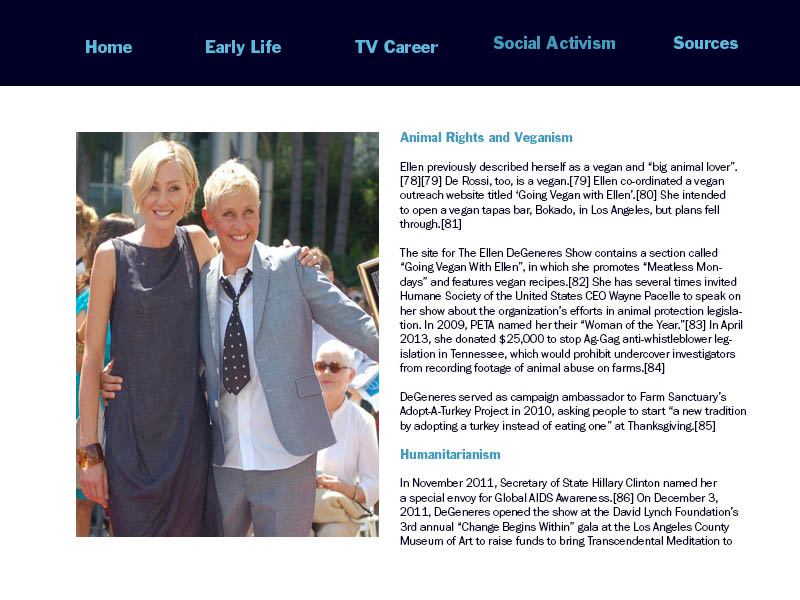 Home Early Life TV Career Social Activism Sources
Animal Rights and Veganism
Ellen previously described herself as a vegan and “big animal lover”.
[78][79] De Rossi, too, is a vegan.[79] Ellen co-ordinated a vegan
outreach website titled ‘Going Vegan with Ellen’.[80] She intended
to open a vegan tapas bar, Bokado, in Los Angeles, but plans fell
through.[81]
The site for The Ellen DeGeneres Show contains a section called
“Going Vegan With Ellen”, in which she promotes “Meatless Mon-
days” and features vegan recipes.[82] She has several times invited
Humane Society of the United States CEO Wayne Pacelle to speak on
her show about the organization’s efforts in animal protection legisla-
tion. In 2009, PETA named her their “Woman of the Year.”[83] In April
2013, she donated $25,000 to stop Ag-Gag anti-whistleblower leg-
islation in Tennessee, which would prohibit undercover investigators
from recording footage of animal abuse on farms.[84]
DeGeneres served as campaign ambassador to Farm Sanctuary’s
Adopt-A-Turkey Project in 2010, asking people to start “a new tradition
by adopting a turkey instead of eating one” at Thanksgiving.[85]
Humanitarianism
In November 2011, Secretary of State Hillary Clinton named her
a special envoy for Global AIDS Awareness.[86] On December 3,
2011, DeGeneres opened the show at the David Lynch Foundation’s
3rd annual “Change Begins Within” gala at the Los Angeles County
Museum of Art to raise funds to bring Transcendental Meditation to